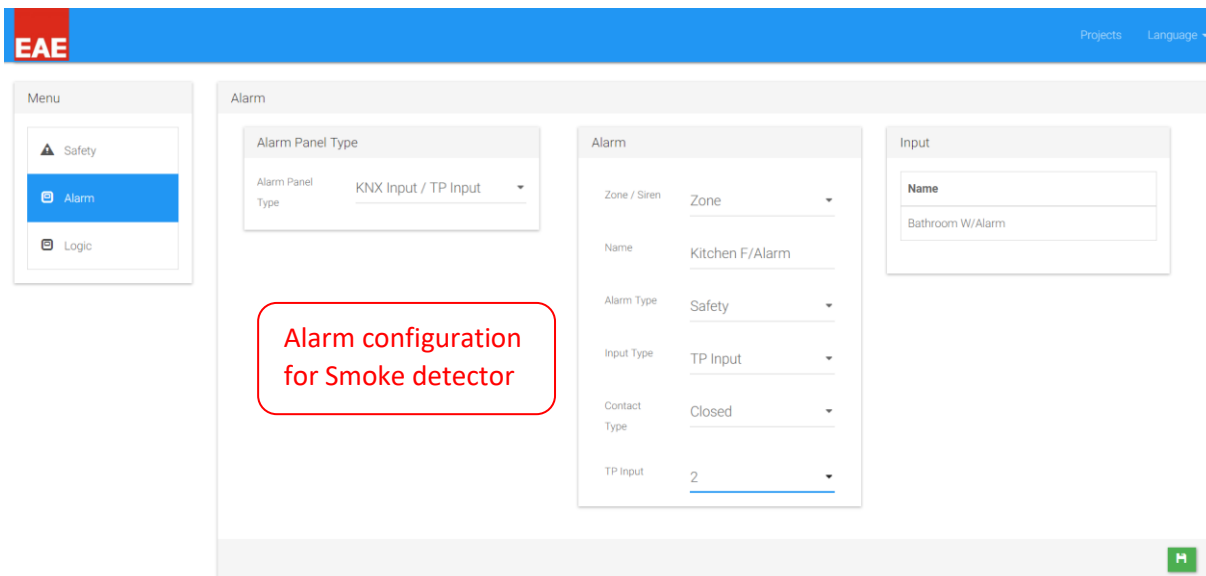 EAE
Projects Language
Menu
Safety
Alarm
Logic
Alarm
Alarm Panel Type
Alarm Panel
Type
KNX Input / TP Input
Alarm configuration
for Smoke detector
Alarm
Zone / Siren Zone
Name Kitchen F/Alarm
Alarm Type Safety
Input Type TP Input
Contact
Type
Closed
TP Input 2
Input
Name
Bathroom W/Alarm